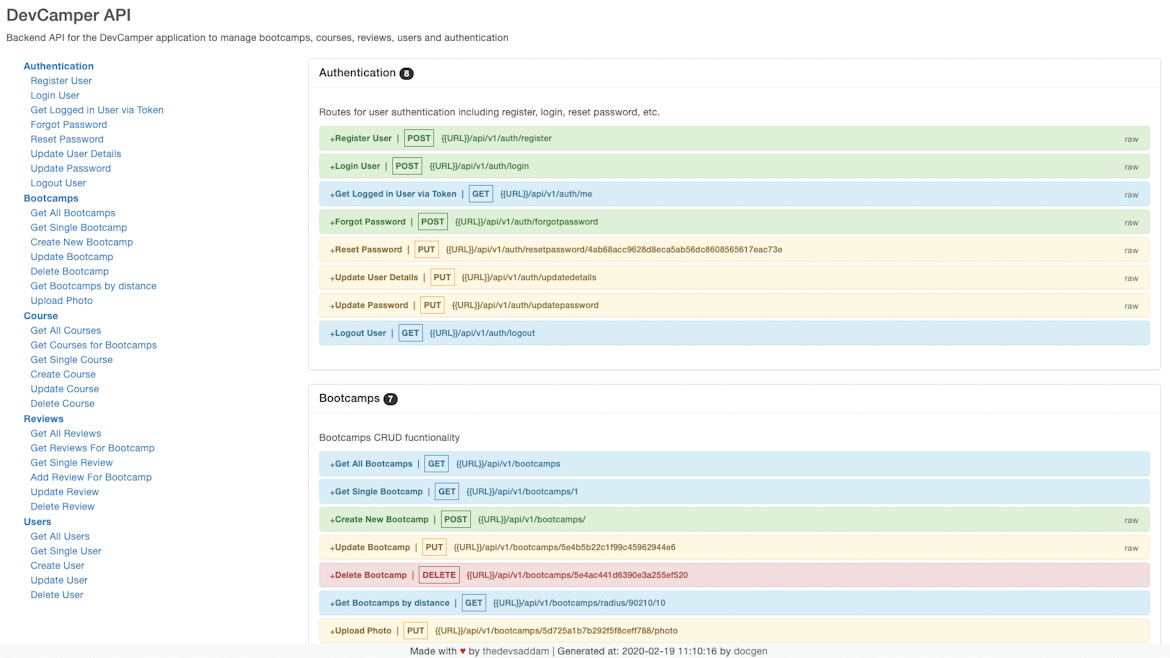 DevCamper API
Backend API for the DevCamper application to manage bootcamps, courses, reviews, users and authentication
Authentication
Register User
Login User
Get Logged in User via Token
Forgot Password
Reset Password
Update User Details
Update Password
Logout User
Bootcamps
Get All Bootcamps
Get Single Bootcamp
Create New Bootcamp
Update Bootcamp
Delete Bootcamp
Get Bootcamps by distance
Upload Photo
Course
Get All Courses
Get Courses for Bootcamps
Get Single Course
Create Course
Update Course
Delete Course
Reviews
Get All Reviews
Get Reviews For Bootcamp
Get Single Review
Add Review For Bootcamp
Update Review
Delete Review
Users
Get All Users
Get Single User
Create User
Update User
Delete User
Authentication 8
Routes for user authentication including register, login, reset password, etc.
+Register User | POST {{URL}}/api/v1/auth/register raw
+Login User | POST {{URL}}/api/v1/auth/login raw
+Get Logged in User via Token | GET {{URL}}/api/v1/auth/me raw
+Forgot Password | POST {{URL}}/api/v1/auth/forgotpassword raw
+Reset Password | PUT {{URL}}/api/v1/auth/resetpassword/4ab68acc9628d8eca5ab56dc8608565617eac73e raw
+Update User Details | PUT {{URL}}/api/v1/auth/updatedetails raw
+Update Password | PUT {{URL}}/api/v1/auth/updatepassword raw
+Logout User | GET {{URL}}/api/v1/auth/logout
Bootcamps 7
Bootcamps CRUD fucntionality
+Get All Bootcamps | GET {{URL}}/api/v1/bootcamps
+Get Single Bootcamp | GET {{URL}}/api/v1/bootcamps/1
+Create New Bootcamp | POST {{URL}}/api/v1/bootcamps/ raw
+Update Bootcamp | PUT {{URL}}/api/v1/bootcamps/5e4b5b22c1f99c45962944e6 raw
+Delete Bootcamp | DELETE {{URL}}/api/v1/bootcamps/5e4ac441d6390e3a255ef520
+Get Bootcamps by distance | GET {{URL}}/api/v1/bootcamps/radius/90210/10
+Upload Photo | PUT {{URL}}/api/v1/bootcamps/5d725a1b7b292f5f8ceff788/photo
Made with ♥ by thedevsaddam | Generated at: 2020-02-19 11:10:16 by docgen